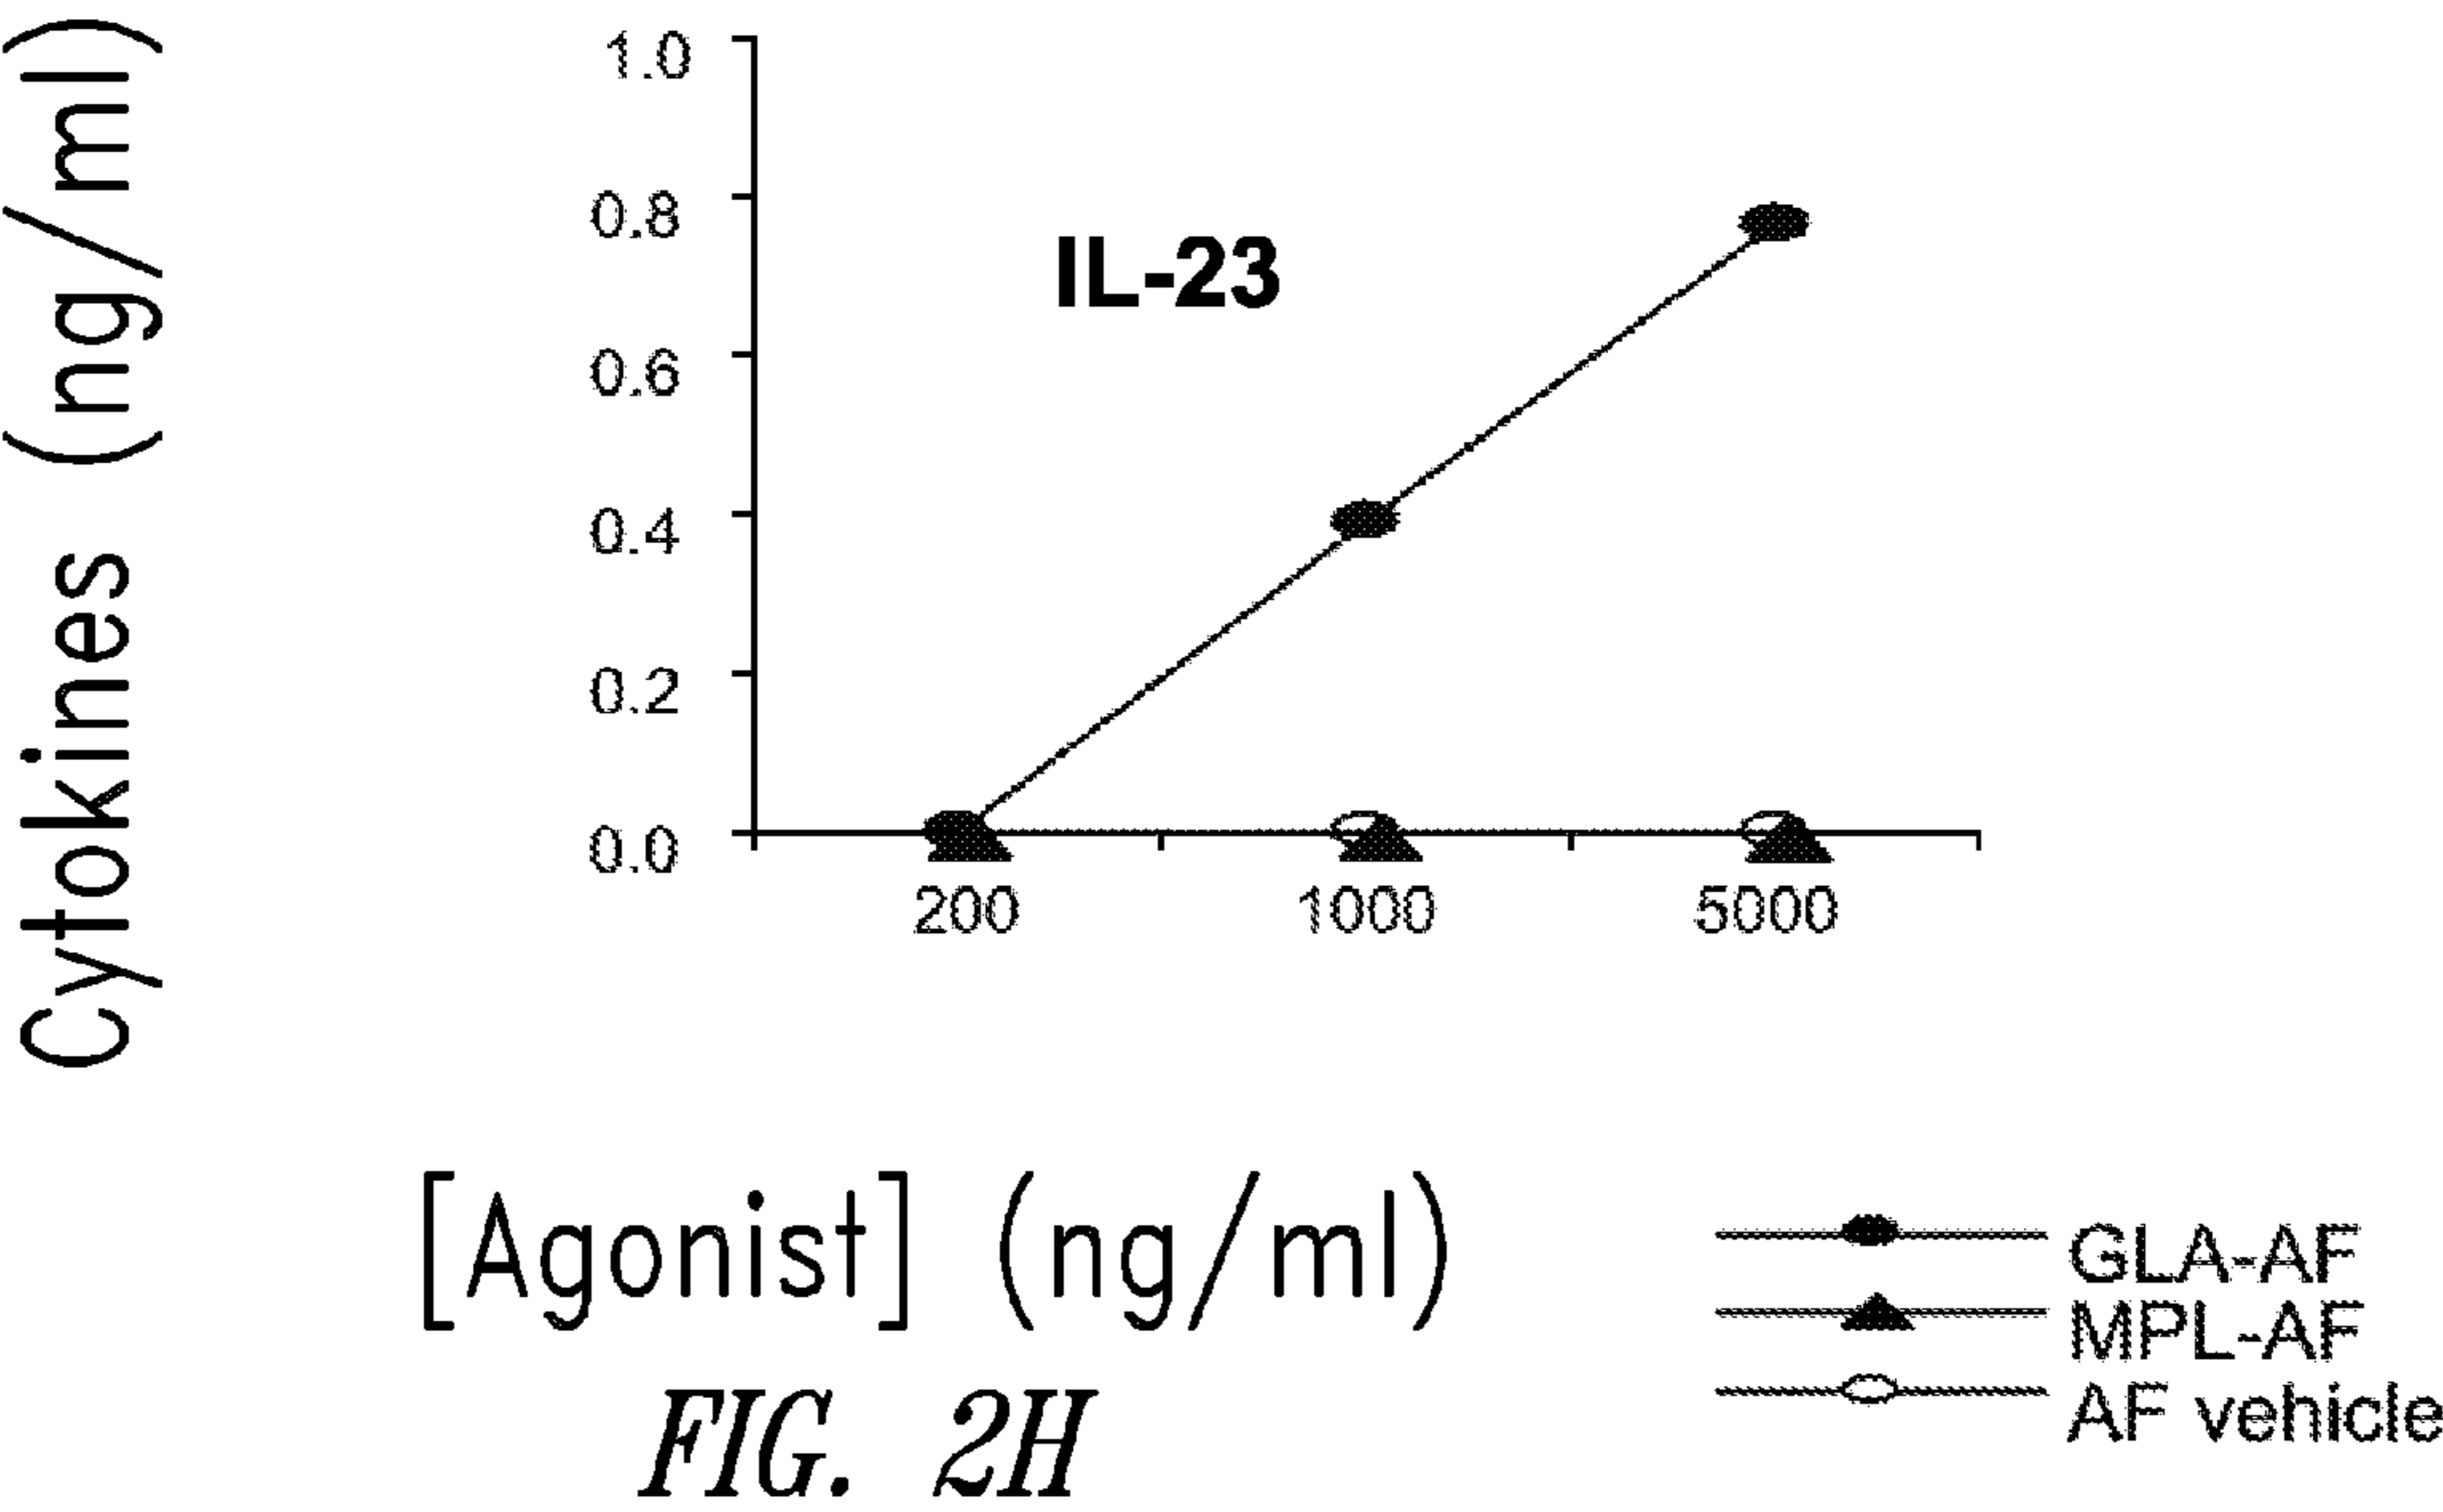 Cytokines (ng/ml)
1.0
0.8
0.6
0.4
0.2
0.0
IL-23
200 1000 5000
[Agonist] (ng/ml)
GLA-AF
MPL-AF
AF vehicle
FIG. 2H